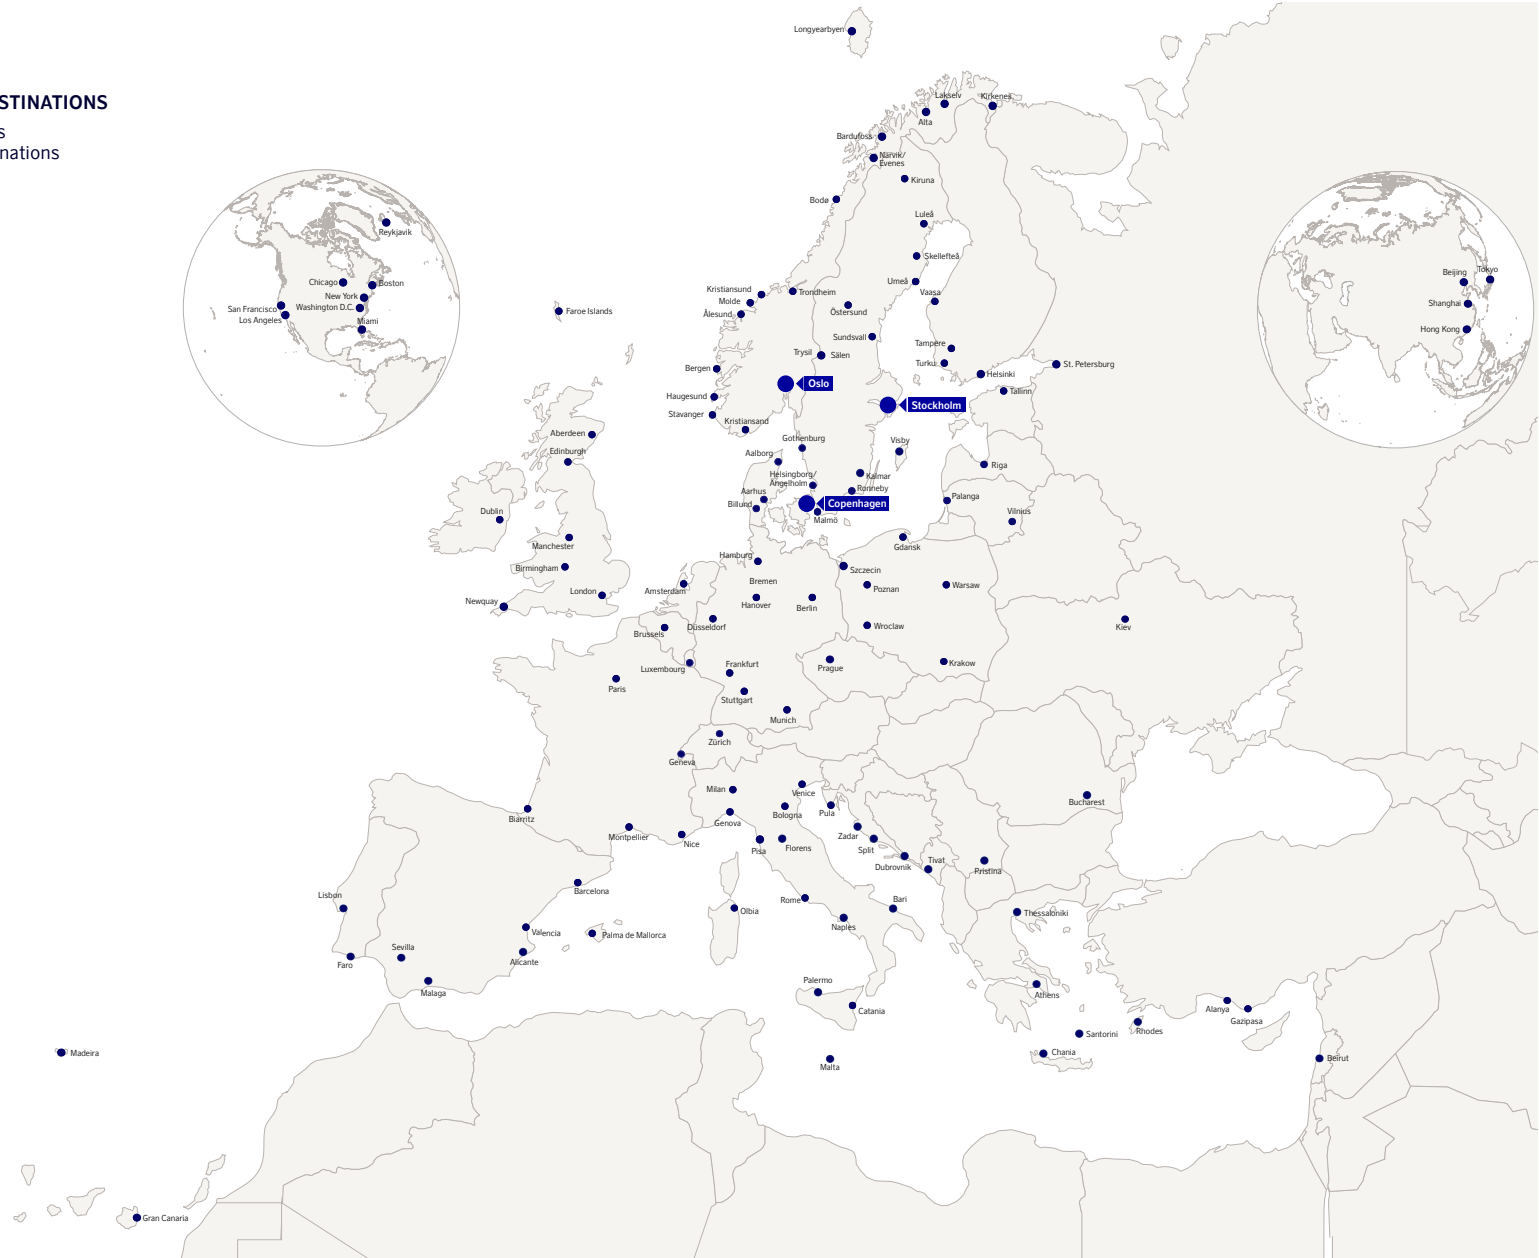 STINATIONS
s
nations
Longyearbyen
Lakselv
Kirkenes
Alta
Bardufoss
Narvik/
Evenes
Kiruna
Bodø
Luleå
Skellefteå
Umeå
Vaasa
Reykjavik
Chicago
Boston
New York
San Francisco
Washington D.C.
Los Angeles
Miami
Beijing
Tokyo
Shanghai
Hong Kong
Kristiansund
Trondheim
Molde
Ålesund
Östersund
Faroe Islands
Sundsvall
Tampere
Trysil
Sälen
Turku
St. Petersburg
Bergen
Helsinki
Oslo
Tallinn
Haugesund
Stockholm
Stavanger
Kristiansand
Aberdeen
Gothenburg
Visby
Edinburgh
Aalborg
Riga
Helsingborg/
Ängelholm
Kalmar
Ronneby
Aarhus
Palanga
Billund
Copenhagen
Dublin
Malmö
Vilnius
Manchester
Gdansk
Hamburg
Birmingham
Szczecin
Bremen
Amsterdam
London
Poznan
Warsaw
Newquay
Hanover
Berlin
Brussels
Düsseldorf
Wroclaw
Kiev
Luxembourg
Frankfurt
Prague
Krakow
Paris
Stuttgart
Munich
Zürich
Geneva
Milan
Venice
Bucharest
Biarritz
Genova
Bologna
Pula
Montpellier
Nice
Pisa
Florens
Zadar
Split
Dubrovnik
Tivat
Pristina
Barcelona
Lisbon
Rome
Bari
Olbia
Naples
Thessaloniki
Valencia
Palma de Mallorca
Sevilla
Faro
Alicante
Malaga
Palermo
Athens
Catania
Alanya
Gazipasa
Santorini
Rhodes
Madeira
Chania
Malta
Beirut
Gran Canaria